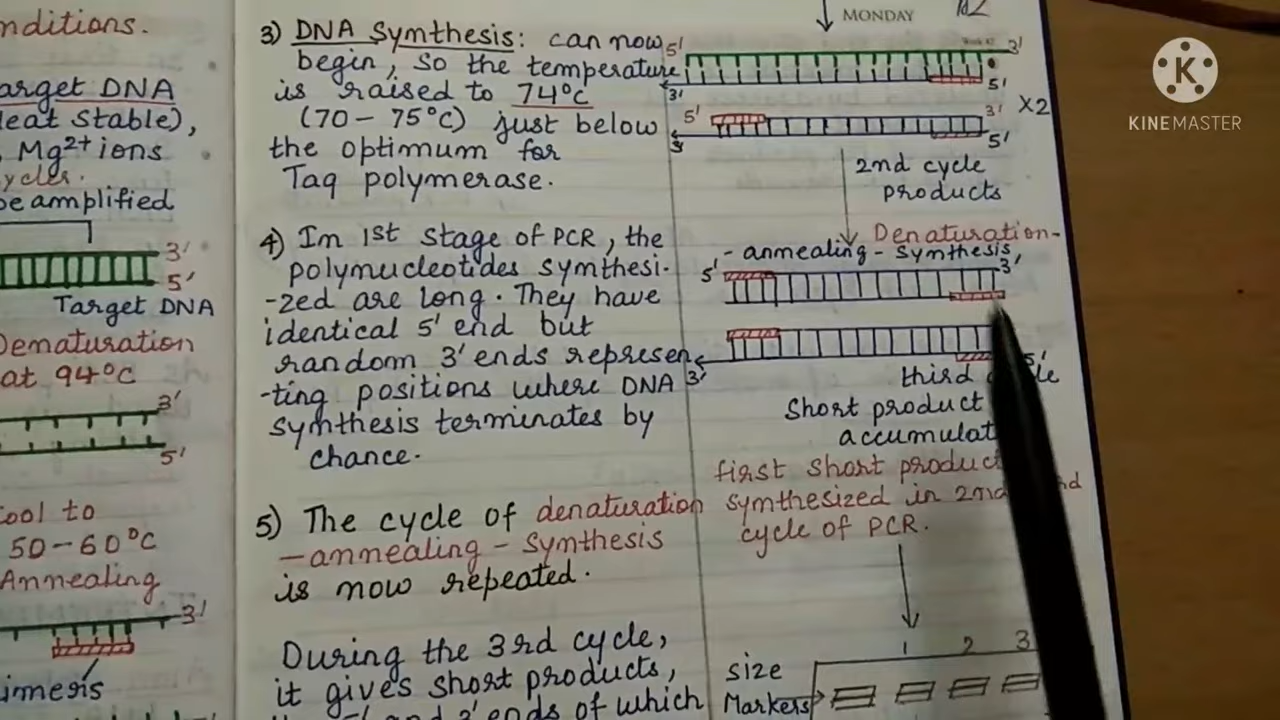 nditions.
arget DNA
eat Stable),
Mg2+ ions
ycles.
be amplified
3'
5'
Target DNA
Denaturation
at 94°C
3'
5'
Cool to
50-60°C
Annealing
3'
3) DNA Synthesis: can now
begin, so the temperature
is raised to 74°C
(70 - 75°C) just below
the optimum for
Taq polymerase.
4) In 1st stage of PCR, the
polynucleotides synthesi-
-zed are long. They have
identical 5' end but
random 3' ends represen
-ting positions where DNA
synthesis terminates by
chance.
5) The cycle of denaturation
-annealing - synthesis
is now repeated.
During the 3rd cycle,
it gives short products,
3' ends of which
MONDAY
5' 3'
3' 5'
5' 3' X2
3' 5'
2nd cycle
products
Denaturation-
- annealing - synthesis
5' 3'
3' 5'
third
Short product
accumulat
first short product
synthesized in 2nd
cycle of PCR.
1 2 3
size
Markers
K
KINEMASTER